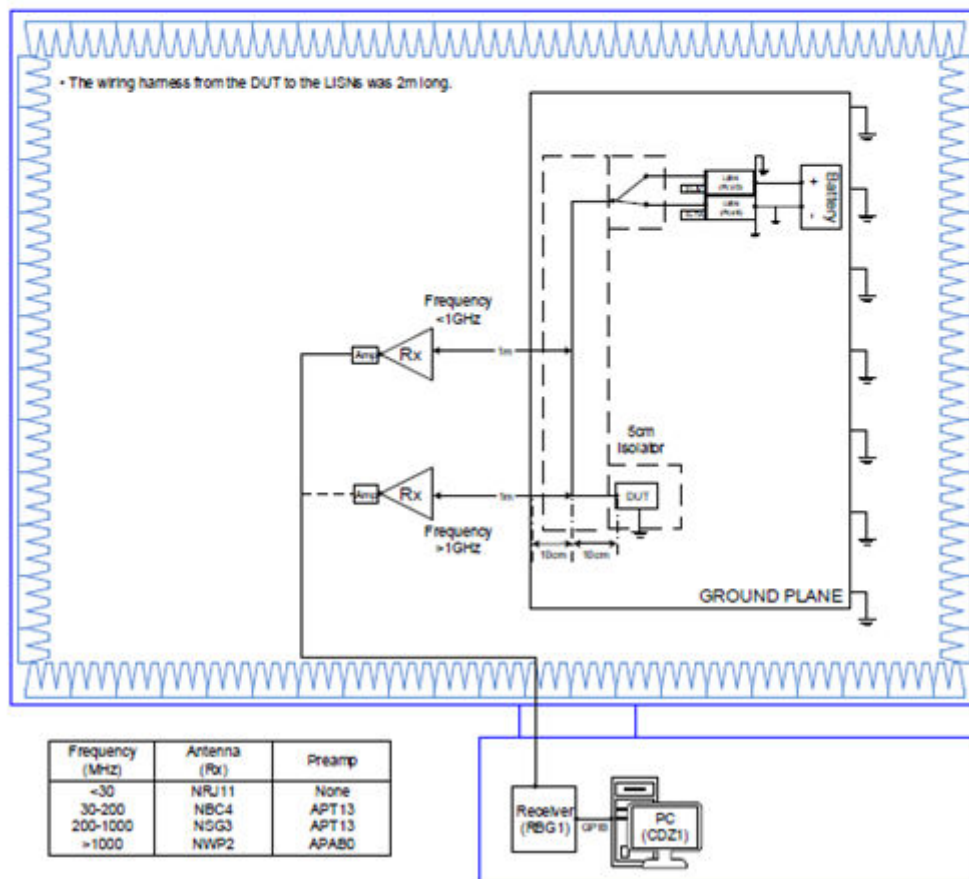 • The wiring harness from the DUT to the LISNs was 2m long.
+
Battery
-
Frequency
<1GHz
Amp
Rx
1m
5cm
Isolator
Amp
Rx
1m
DUT
Frequency
>1GHz
10cm
10cm
GROUND PLANE
Frequency
(MHz)
Antenna
(Rx)
Preamp
<30
NRJ11
None
30-200
NBC4
APT13
200-1000
NSG3
APT13
>1000
NWP2
APAB0
Receiver
(RBG1)
GPIB
PC
(CDZ1)